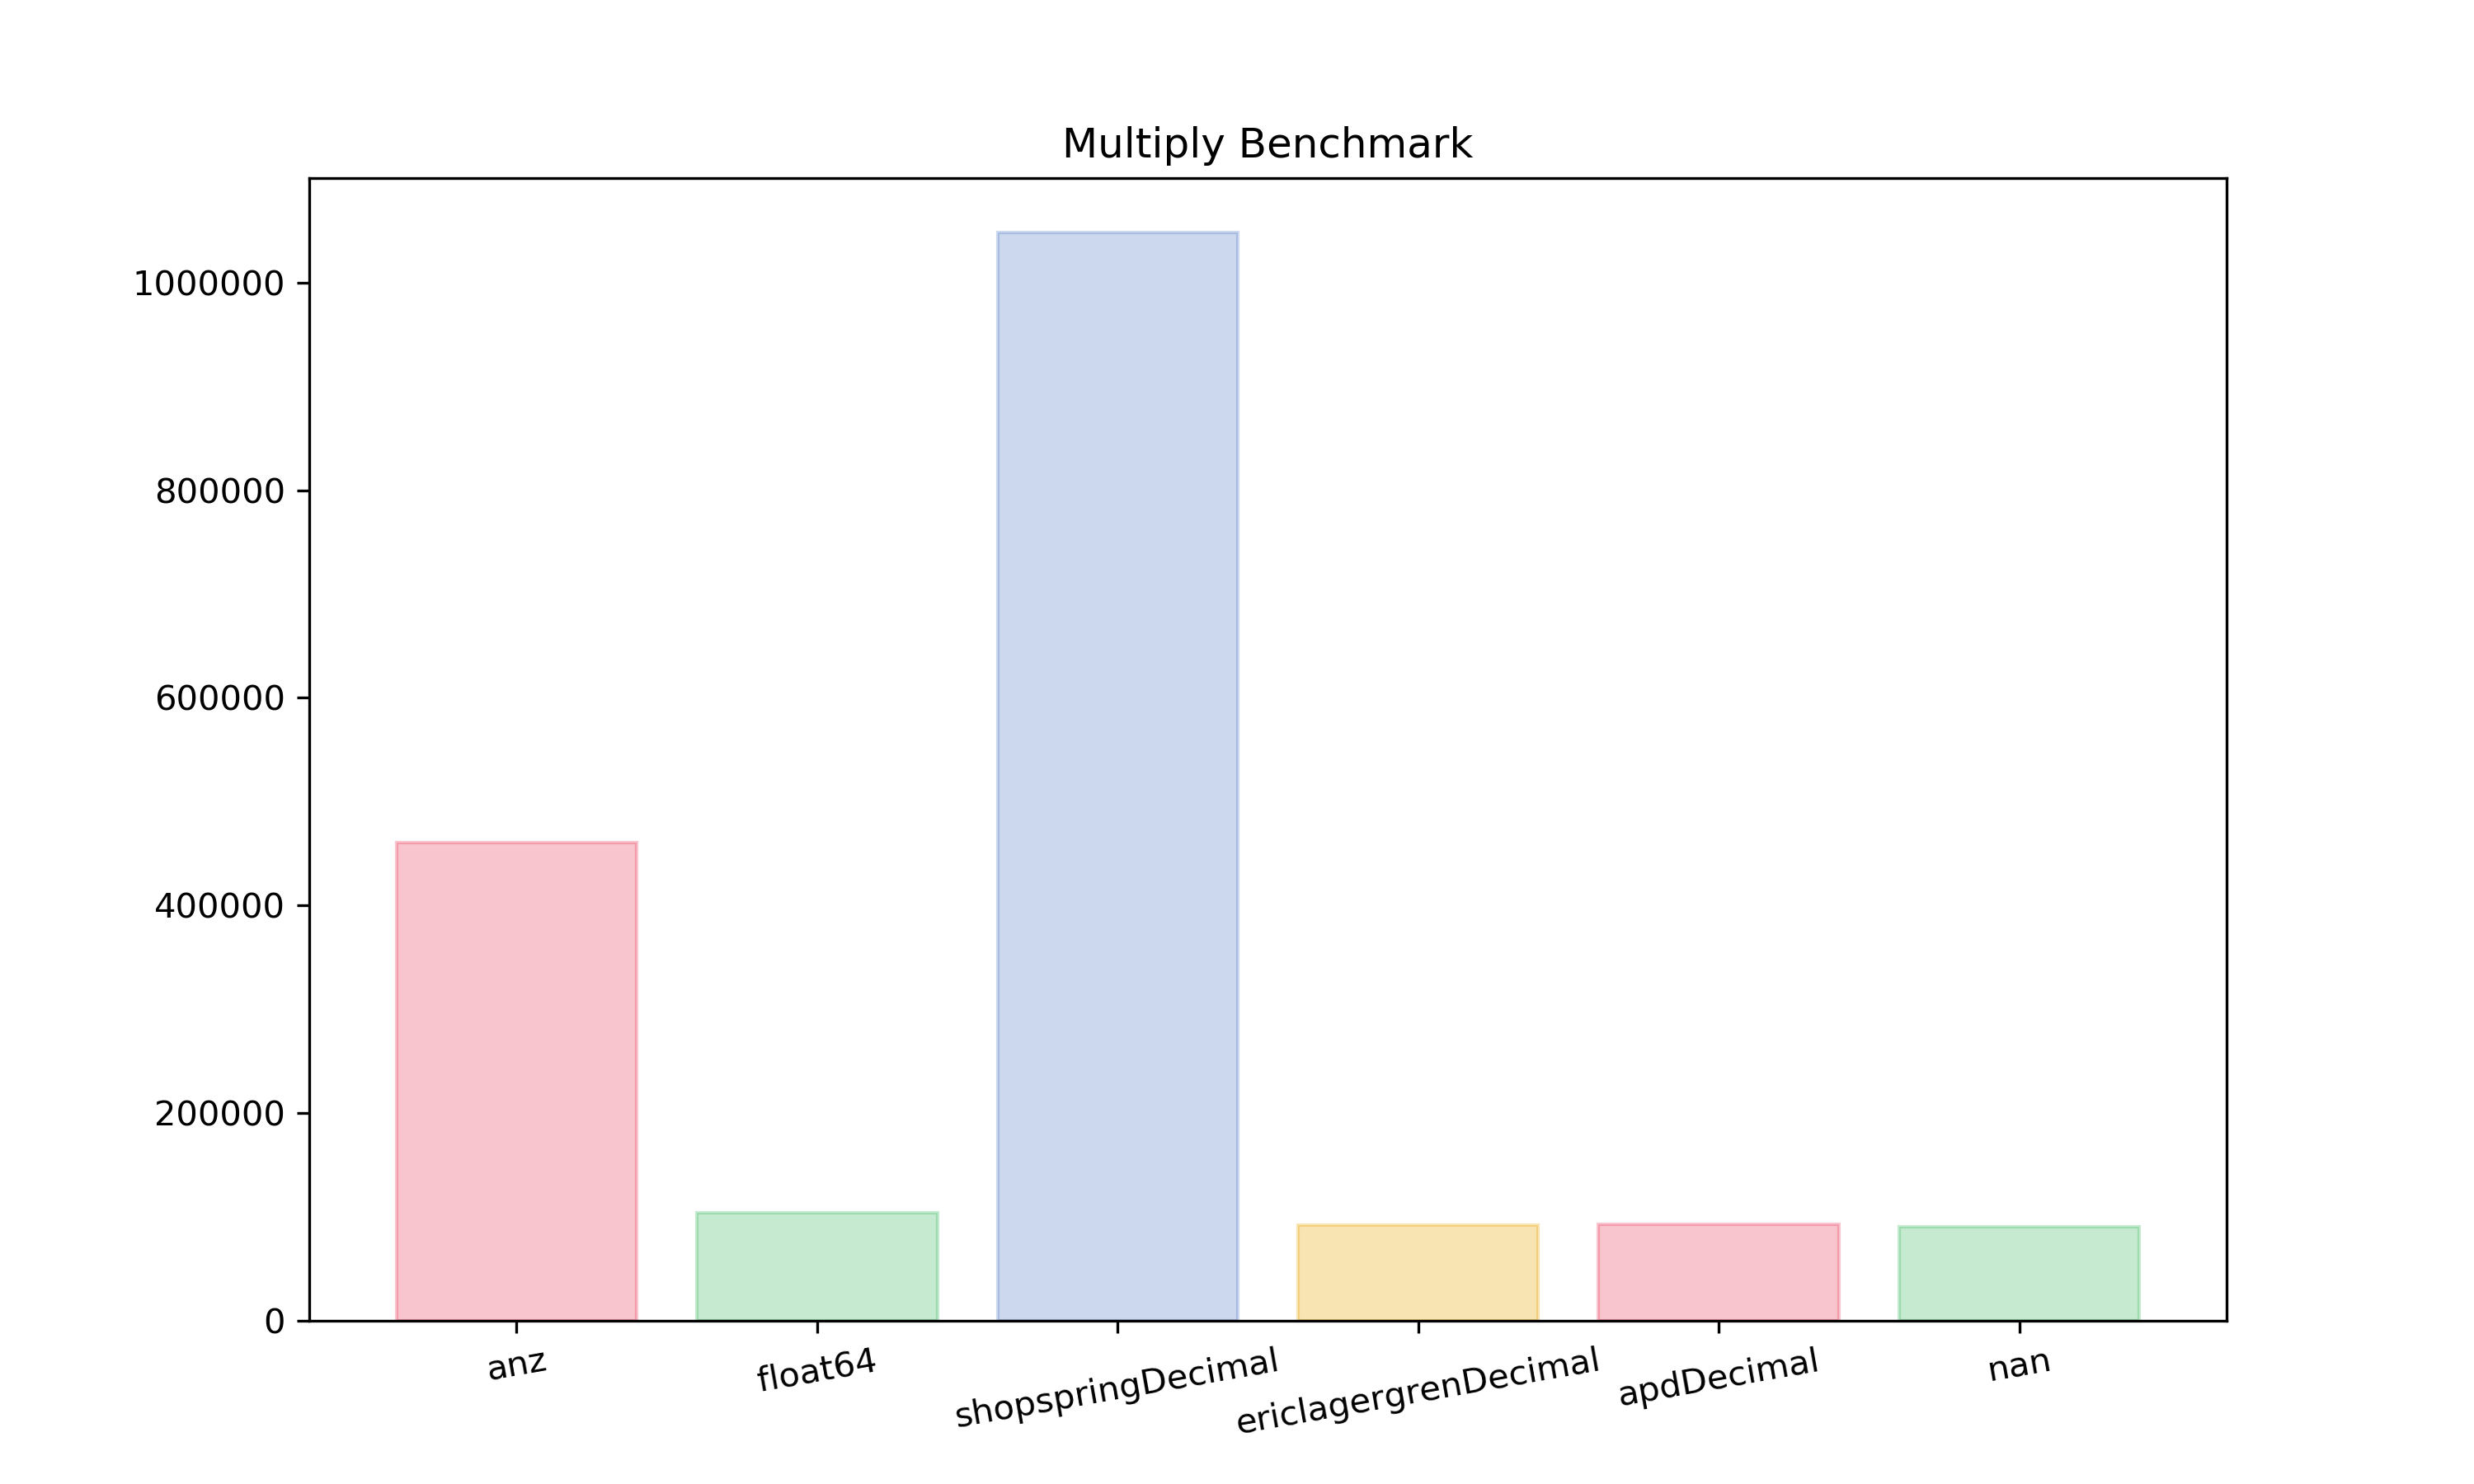 Multiply Benchmark
1000000
800000
600000
400000
200000
0
anz
float64
shopspringDecimal
ericlagergrenDecimal
apdDecimal
nan